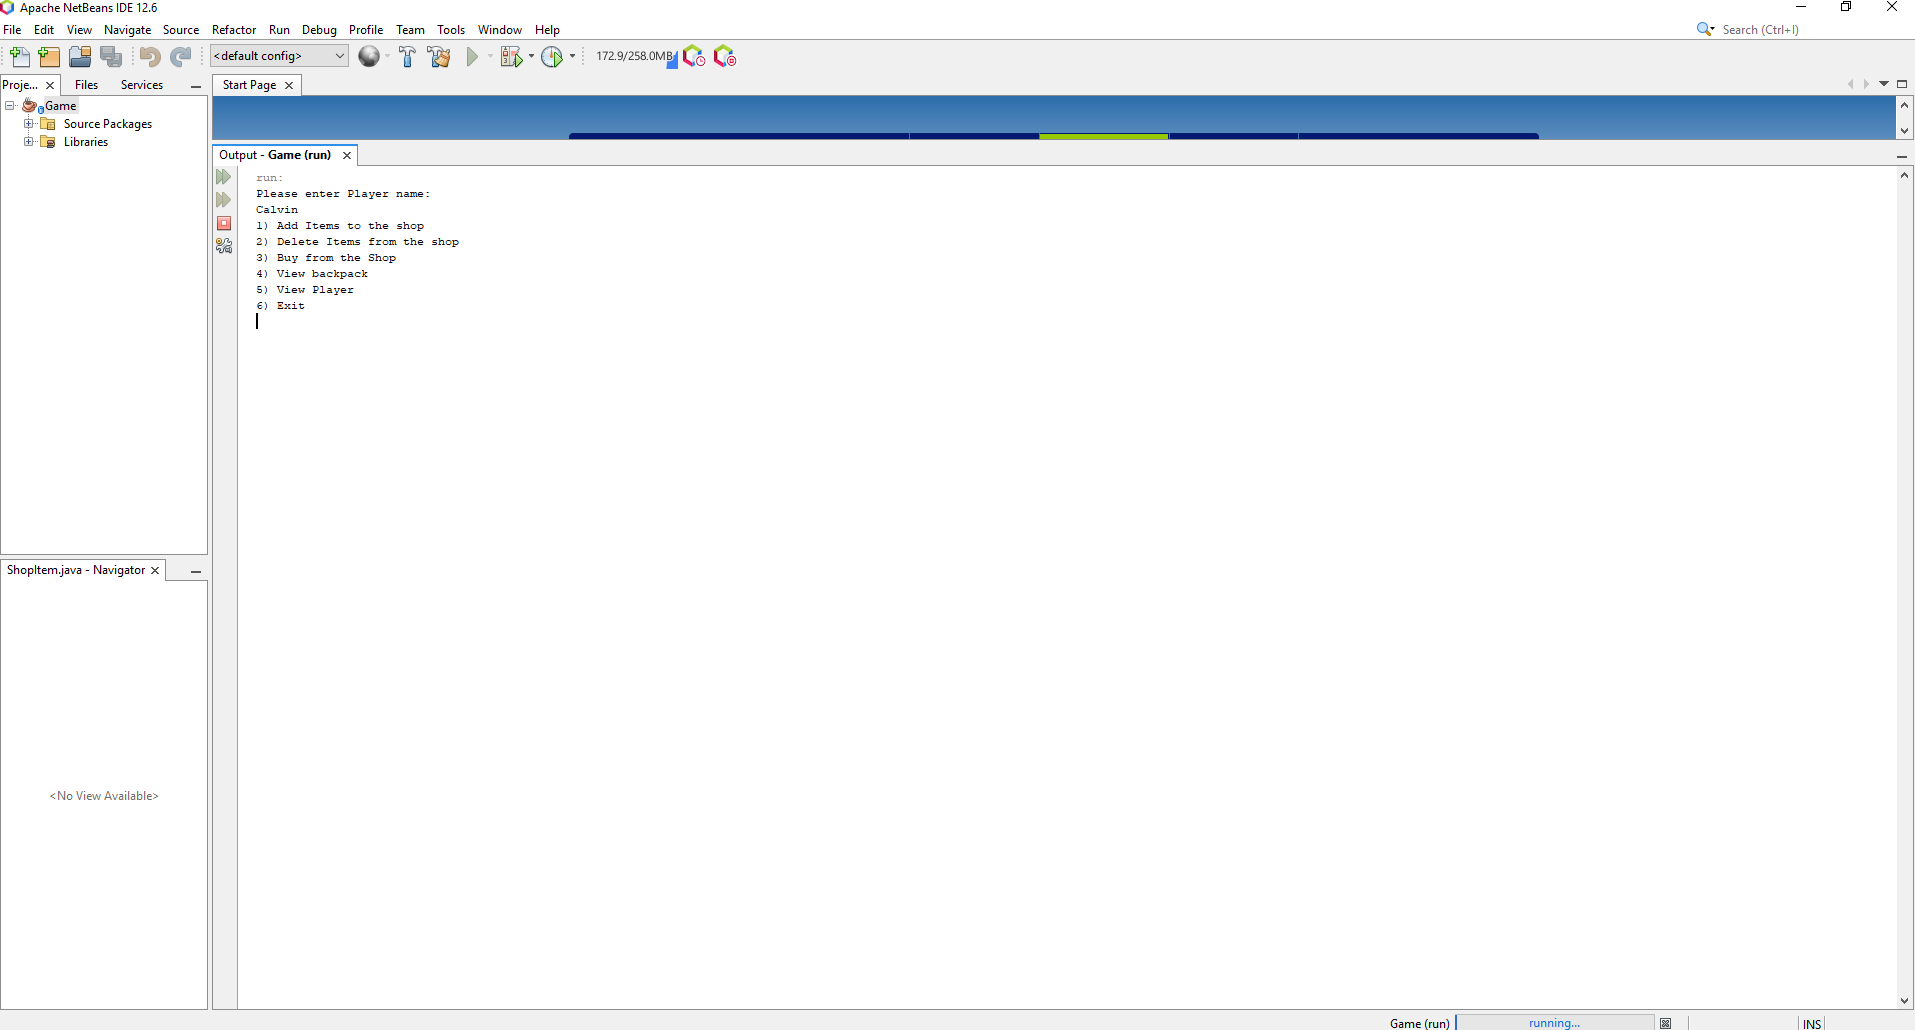 Apache NetBeans IDE 12.6
File Edit View Navigate Source Refactor Run Debug Profile Team Tools Window Help
Search (Ctrl+I)
<default config>
172.9/258.0MB
Proje...
Files
Services
Start Page
Game
Source Packages
Libraries
Output - Game (run)
run:
Please enter Player name:
Calvin
1) Add Items to the shop
2) Delete Items from the shop
3) Buy from the Shop
4) View backpack
5) View Player
6) Exit
ShopItem.java - Navigator
<No View Available>
Game (run)
running...
INS